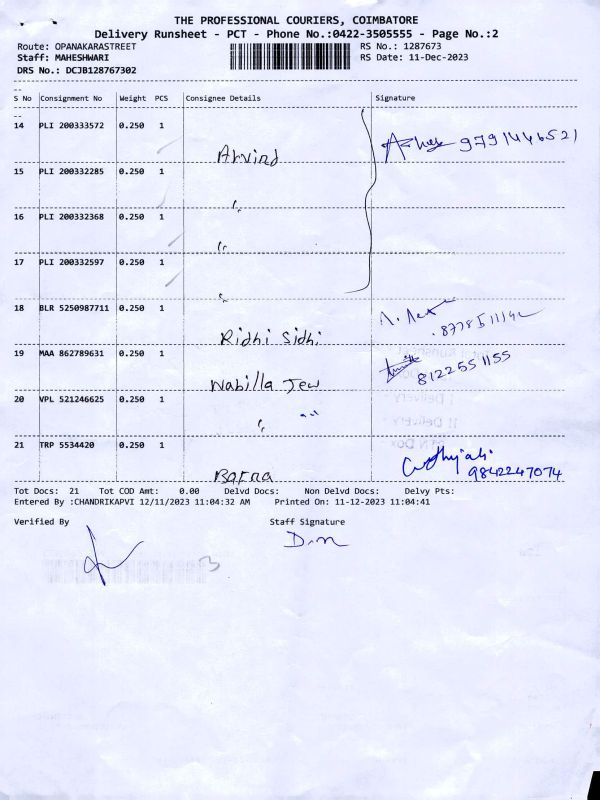 THE PROFESSIONAL COURIERS, COIMBATORE
Delivery Runsheet - PCT - Phone No.:0422-3505555 - Page No.:2
Route: OPANAKARASTREET RS No.: 1287673
Staff: MAHESHWARI RS Date: 11-Dec-2023
DRS No.: DCJB128767302
S No Consignment No Weight PCS Consignee Details Signature
14 PLI 200333572 0.250 1
Arvind 9791446521
15 PLI 200332285 0.250 1
"
16 PLI 200332368 0.250 1
"
17 PLI 200332597 0.250 1
"
18 BLR 5250987711 0.250 1
Ridhi Sidhi
19 MAA 862789631 0.250 1 8122551155
Nabilla Jew
20 VPL 521246625 0.250 1
" "
21 TRP 5534420 0.250 1
Bafna 9842247074
Tot Docs: 21 Tot COD Amt: 0.00 Delvd Docs: Non Delvd Docs: Delvy Pts:
Entered By :CHANDRIKAPVI 12/11/2023 11:04:32 AM Printed On: 11-12-2023 11:04:41
Verified By Staff Signature